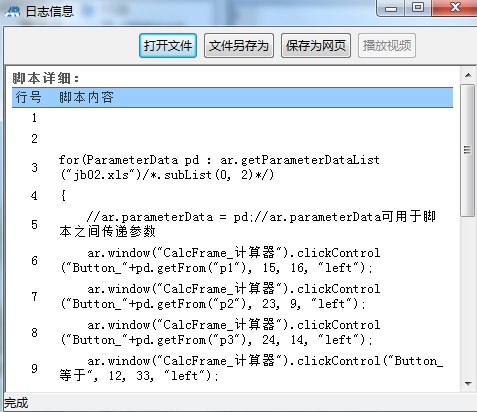 日志信息
打开文件 文件另存为 保存为网页 播放视频
脚本详细:
行号 脚本内容
1
2
3 for(ParameterData pd : ar.getParameterDataList
("jb02.xls")/*.subList(0, 2)*/)
4 {
5 //ar.parameterData = pd;//ar.parameterData可用于脚
本之间传递参数
6 ar.window("CalcFrame_计算器").clickControl
("Button_"+pd.getFrom("p1"), 15, 16, "left");
7 ar.window("CalcFrame_计算器").clickControl
("Button_"+pd.getFrom("p2"), 23, 9, "left");
8 ar.window("CalcFrame_计算器").clickControl
("Button_"+pd.getFrom("p3"), 24, 14, "left");
9 ar.window("CalcFrame_计算器").clickControl("Button_
等于", 12, 33, "left");
完成